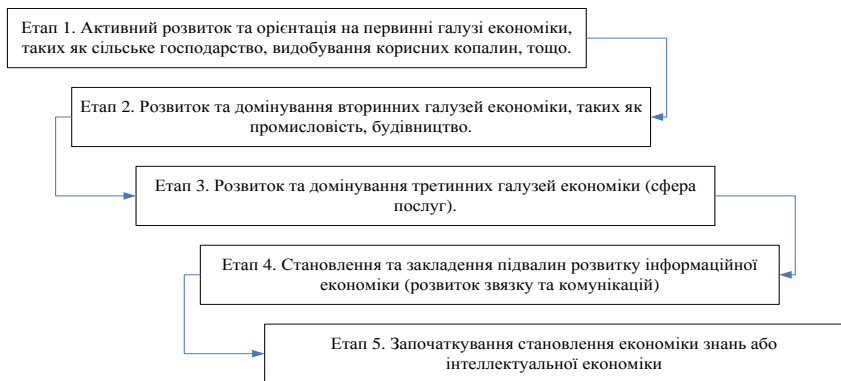 Етап 1. Активний розвиток та орієнтація на первинні галузі економіки,
таких як сільське господарство, видобування корисних копалин, тощо.
Етап 2. Розвиток та домінування вторинних галузей економіки, таких як
промисловість, будівництво.
Етап 3. Розвиток та домінування третинних галузей економіки (сфера
послуг).
Етап 4. Становлення та закладення підвалин розвитку інформаційної
економіки (розвиток звязку та комунікацій)
Етап 5. Започаткування становлення економіки знань або
інтеллектуальної економіки